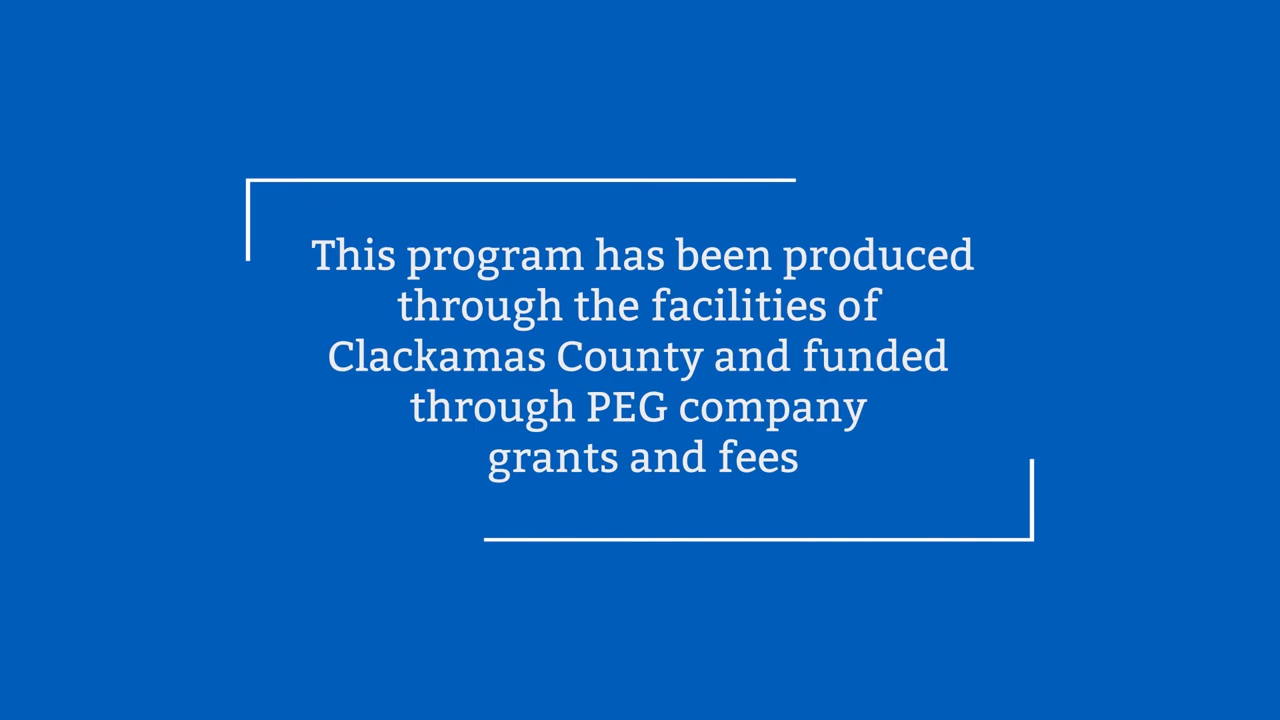 This program has been produced
through the facilities of
Clackamas County and funded
through PEG company
grants and fees